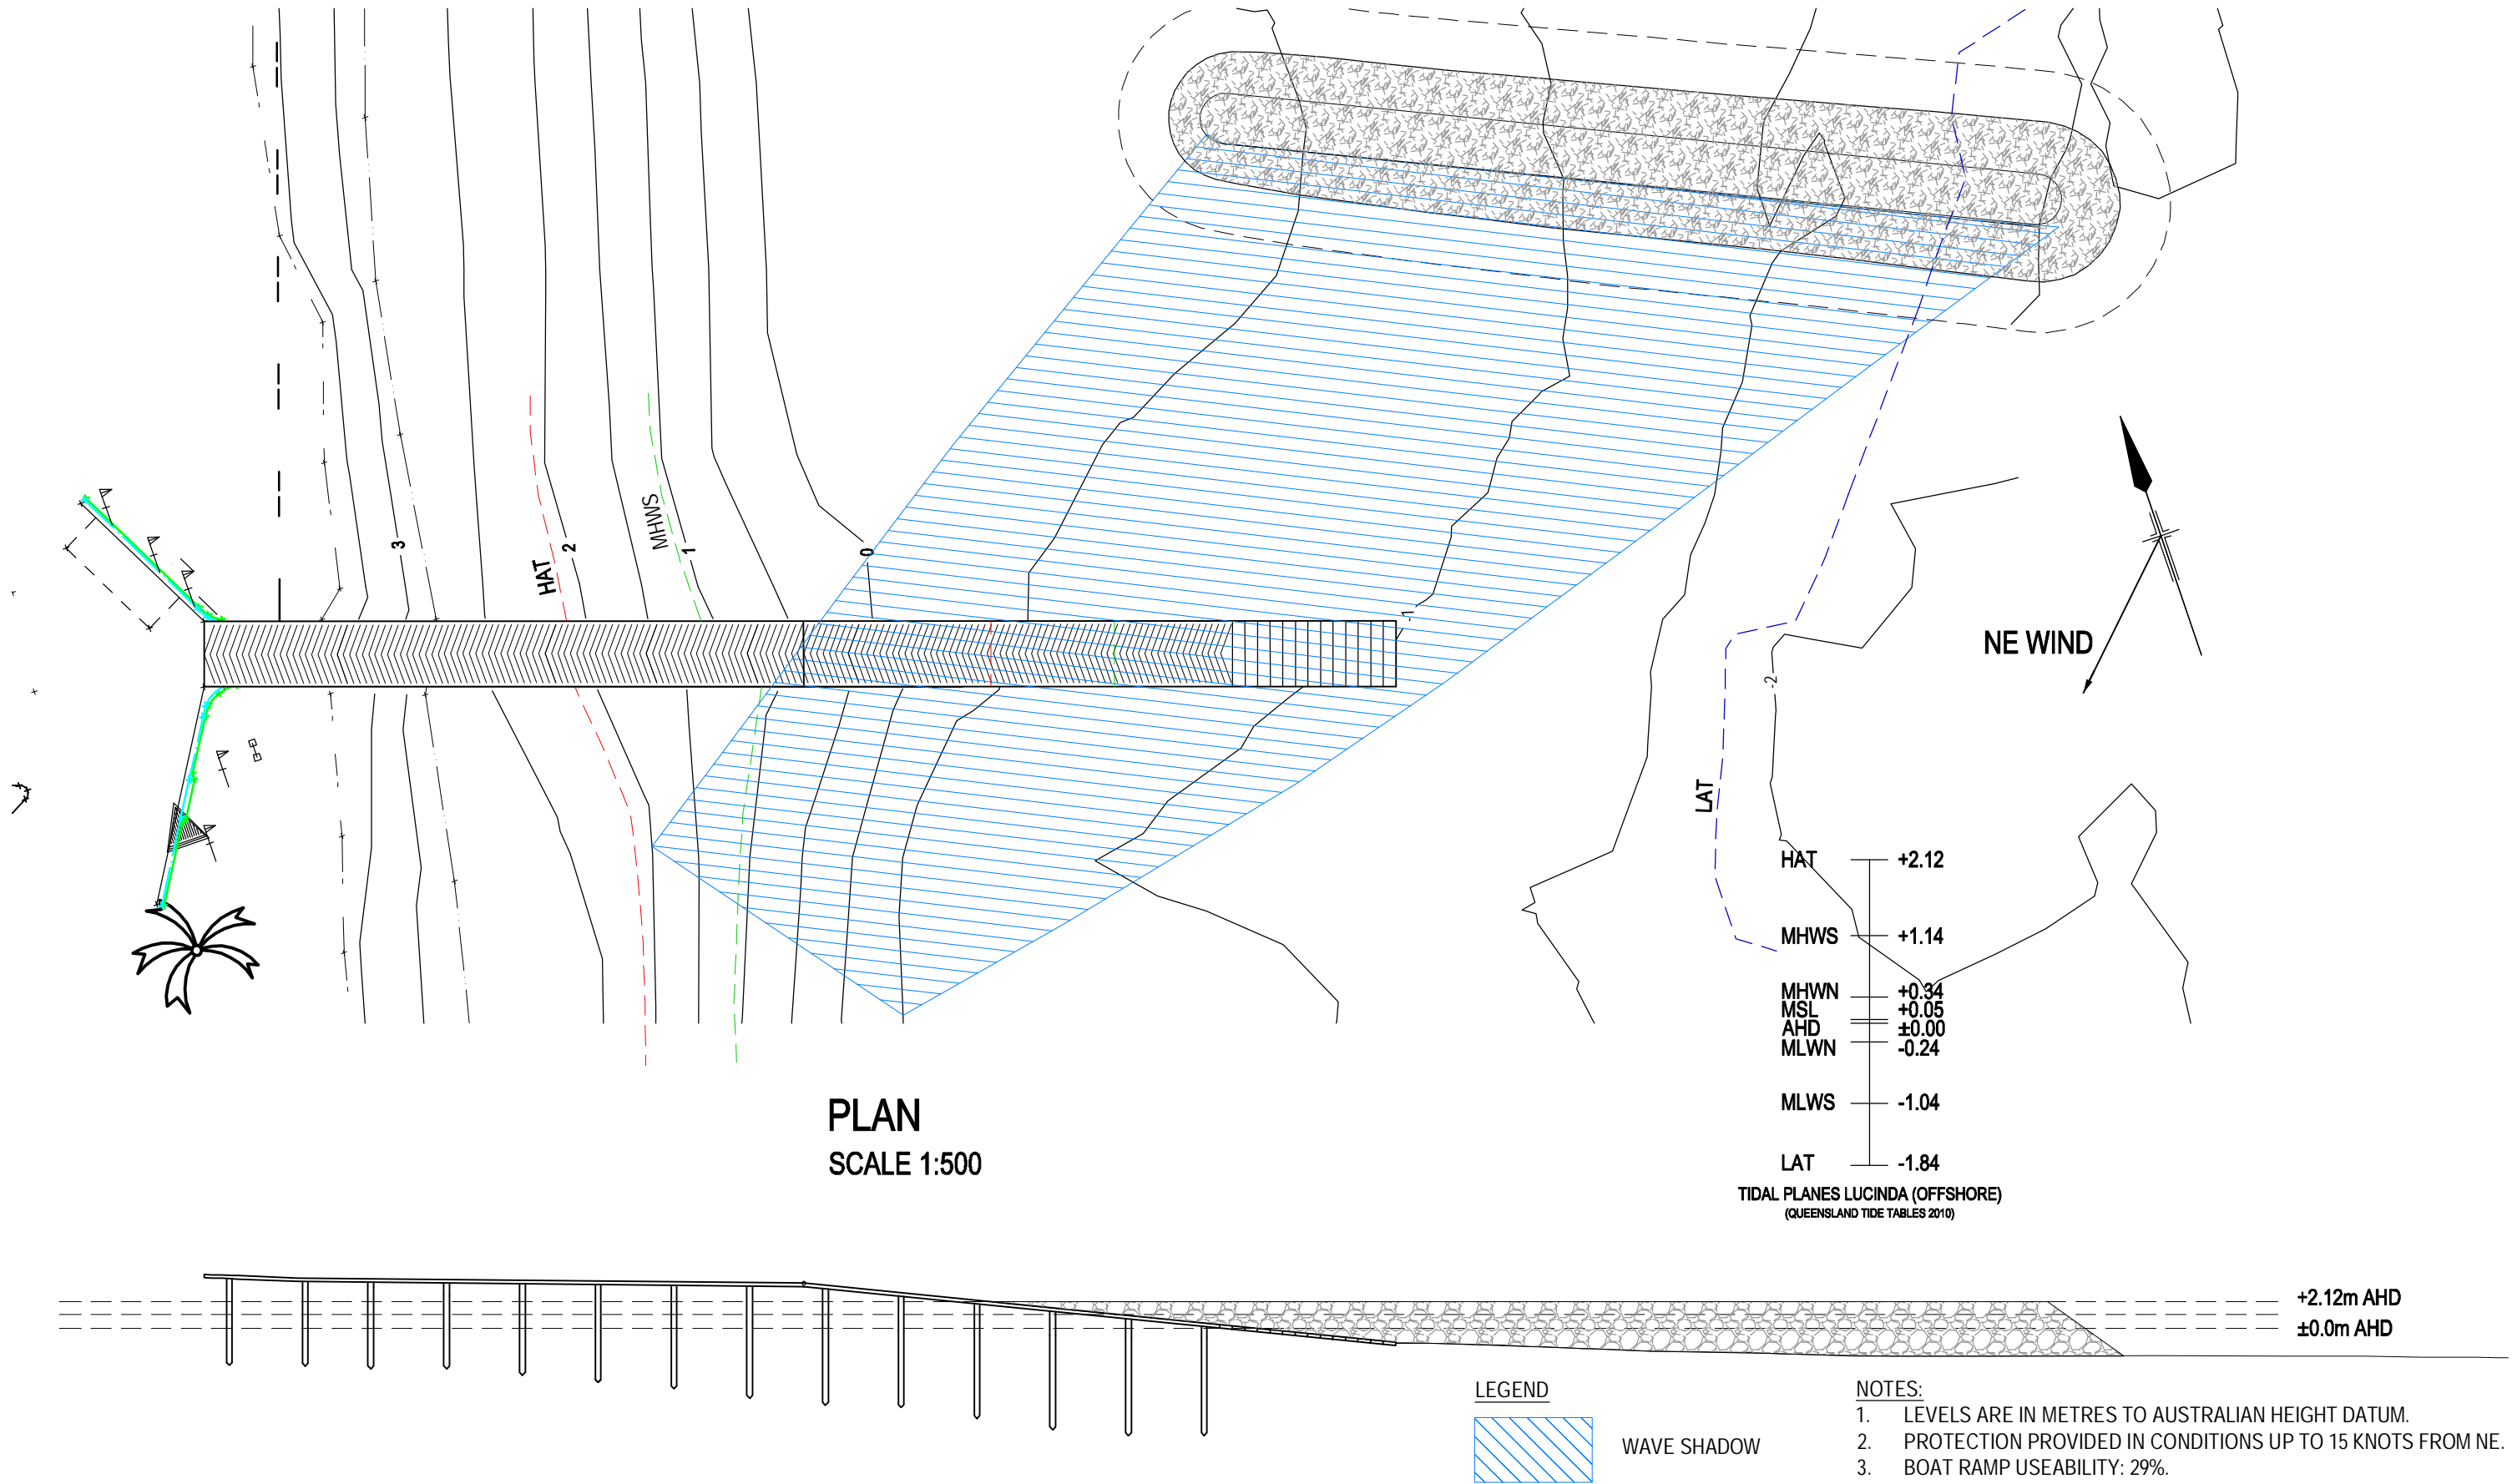 3
HAT
2
MHWS
1
0
-1
NE WIND
-2
LAT
HAT +2.12
MHWS +1.14
MHWN +0.34
MSL +0.05
AHD ±0.00
MLWN -0.24
MLWS -1.04
LAT -1.84
TIDAL PLANES LUCINDA (OFFSHORE)
(QUEENSLAND TIDE TABLES 2010)
PLAN
SCALE 1:500
+2.12m AHD
±0.0m AHD
LEGEND
WAVE SHADOW
NOTES:
1. LEVELS ARE IN METRES TO AUSTRALIAN HEIGHT DATUM.
2. PROTECTION PROVIDED IN CONDITIONS UP TO 15 KNOTS FROM NE.
3. BOAT RAMP USEABILITY: 29%.